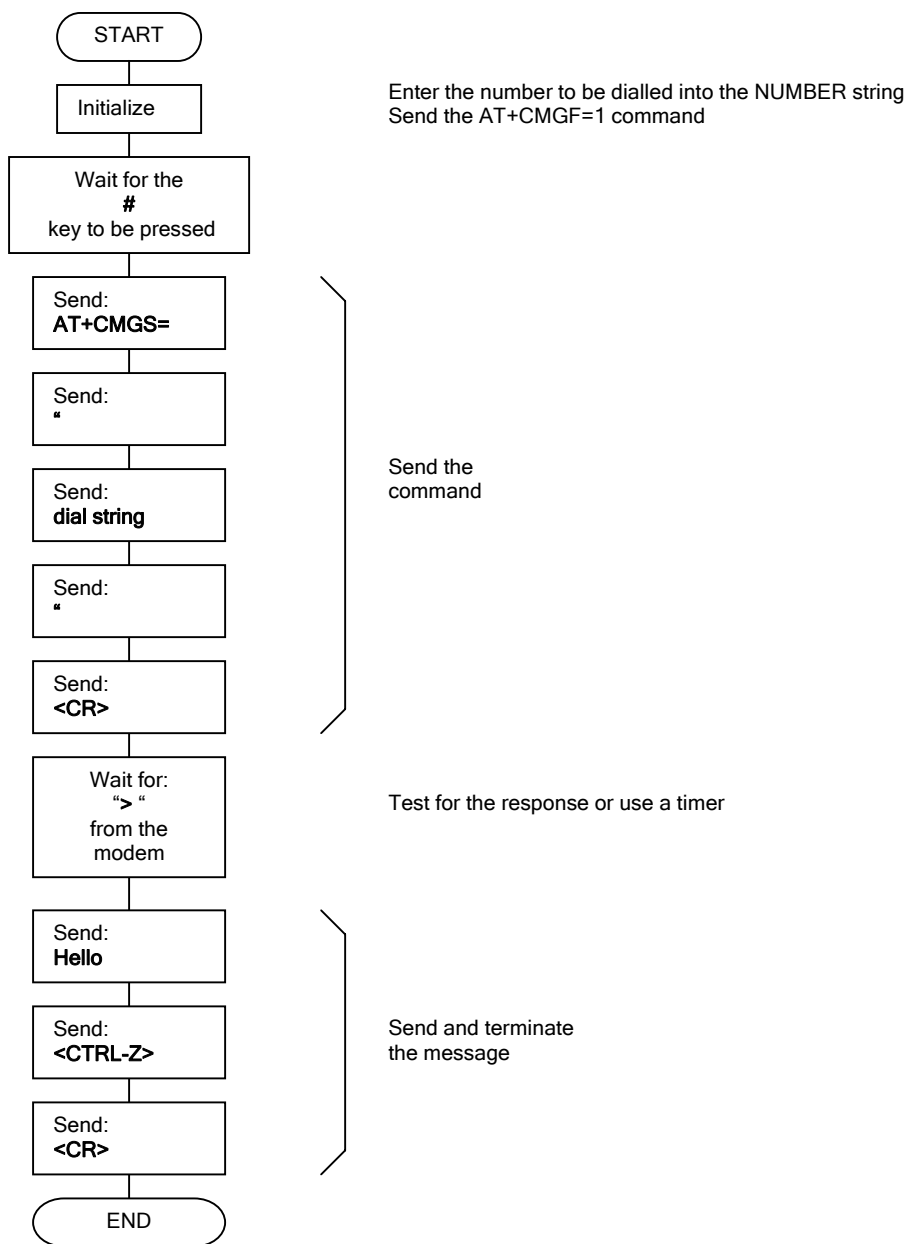 START
Initialize
Enter the number to be dialled into the NUMBER string
Send the AT+CMGF=1 command
Wait for the
#
key to be pressed
Send:
AT+CMGS=
Send:
“
Send:
dial string
Send the
command
Send:
“
Send:
<CR>
Wait for:
“> “
from the
modem
Test for the response or use a timer
Send:
Hello
Send:
<CTRL-Z>
Send and terminate
the message
Send:
<CR>
END